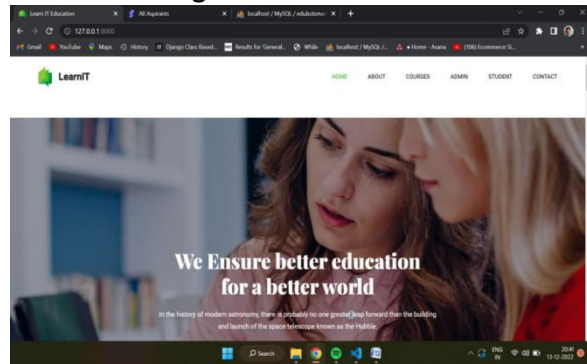 Learn IT Education
All Aspirants
localhost / MySQL / edubotsmo
127.0.0.1:8000
Gmail
YouTube
Maps
History
Django Class Based..
Results for 'General...
While
localhost / MySQL /...
• Home - Asana
(106) Ecommerce Si...
LearnIT
HOME
ABOUT
COURSES
ADMIN
STUDENT
CONTACT
We Ensure better education
for a better world
In the history of modern astronomy, there is probably no one greater leap forward than the building
and launch of the space telescope known as the Hubble.
Search
ENG
IN
20:41
13-12-2022